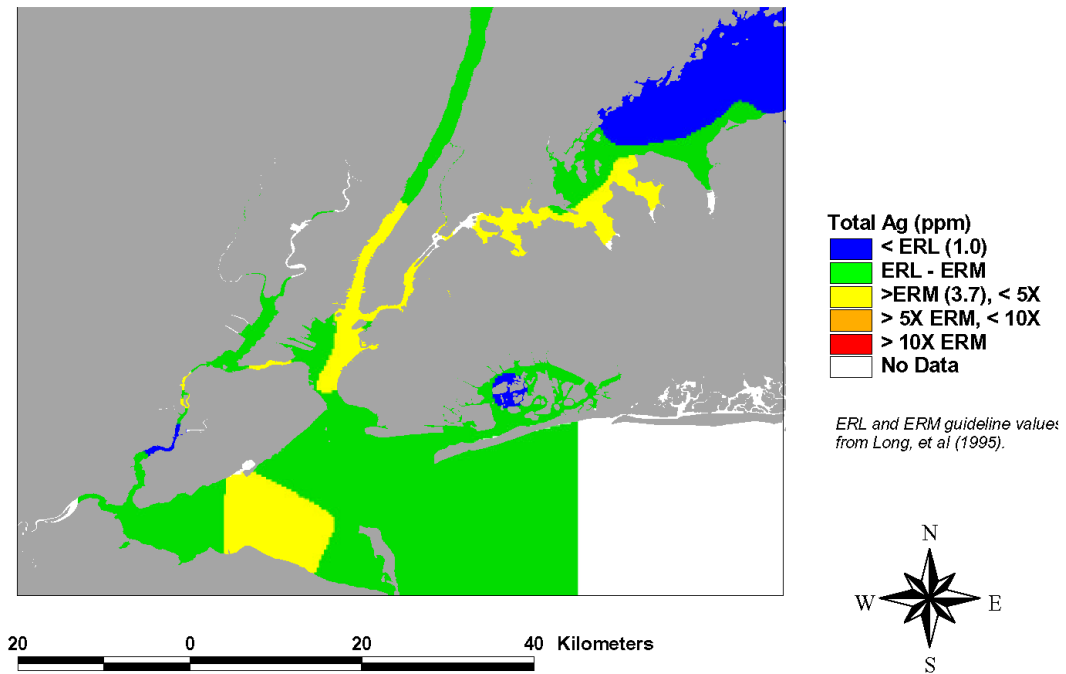 Total Ag (ppm)
< ERL (1.0)
ERL - ERM
>ERM (3.7), < 5X
> 5X ERM, < 10X
> 10X ERM
No Data
ERL and ERM guideline values
from Long, et al (1995).
N
W E
S
20 0 20 40 Kilometers